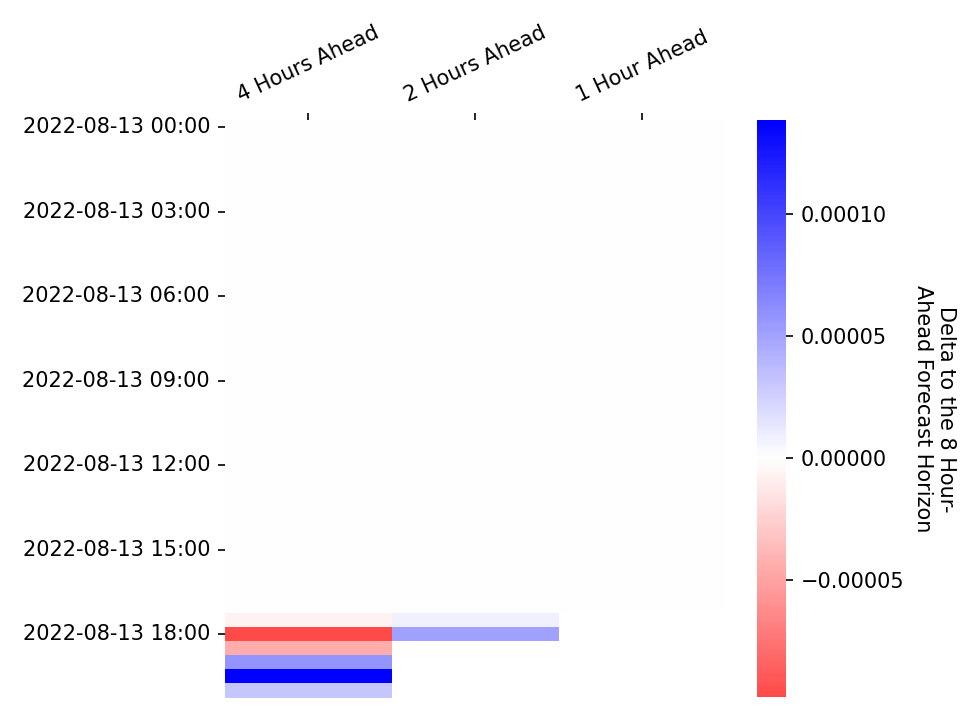 4 Hours Ahead
2 Hours Ahead
1 Hour Ahead
2022-08-13 00:00
2022-08-13 03:00
2022-08-13 06:00
2022-08-13 09:00
2022-08-13 12:00
2022-08-13 15:00
2022-08-13 18:00
0.00010
0.00005
0.00000
−0.00005
Delta to the 8 Hour-
Ahead Forecast Horizon